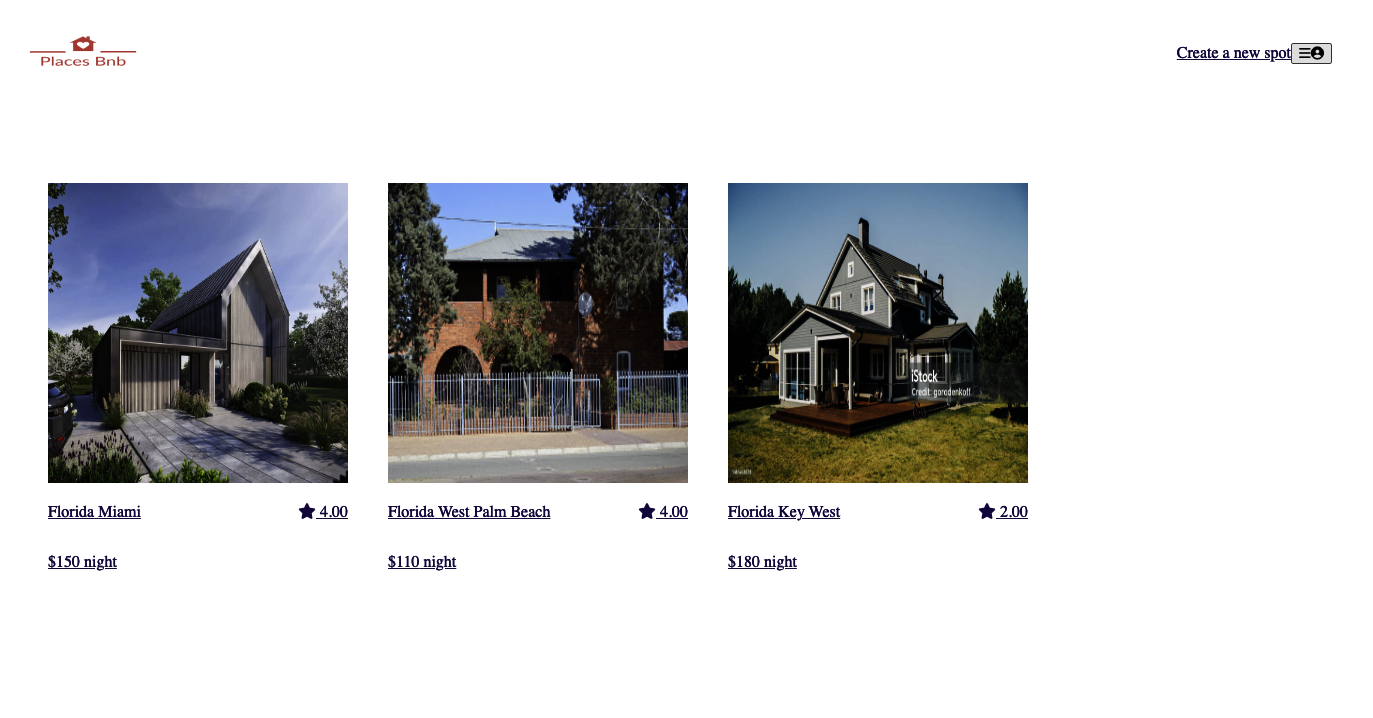 Places Bnb
Create a new spot
iStock
Credit: gorodenkoff
Florida Miami
4.00
Florida West Palm Beach
4.00
Florida Key West
2.00
$150 night
$110 night
$180 night